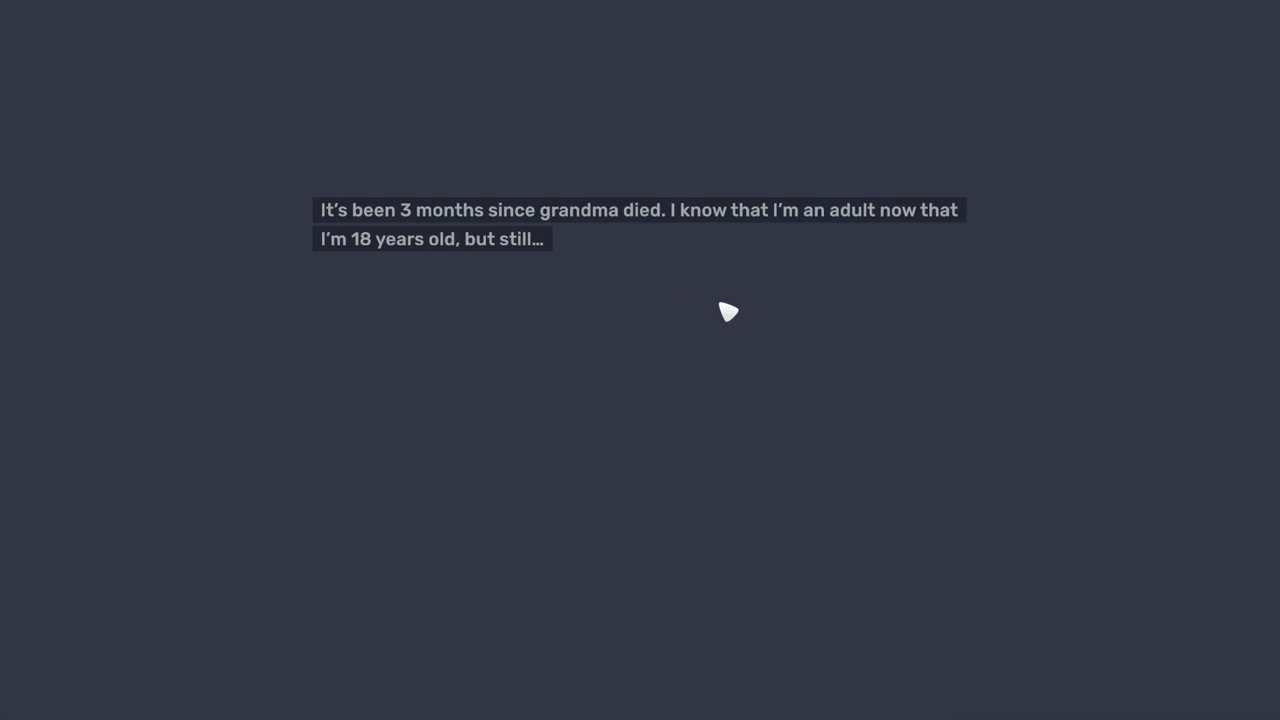 It’s been 3 months since grandma died. I know that I’m an adult now that
I’m 18 years old, but still…